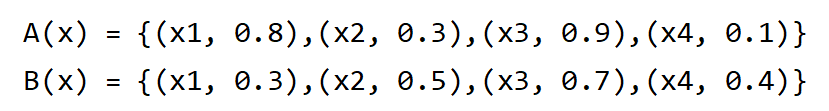 A(x) = {(x1, 0.8),(x2, 0.3),(x3, 0.9),(x4, 0.1)}
B(x) = {(x1, 0.3),(x2, 0.5),(x3, 0.7),(x4, 0.4)}